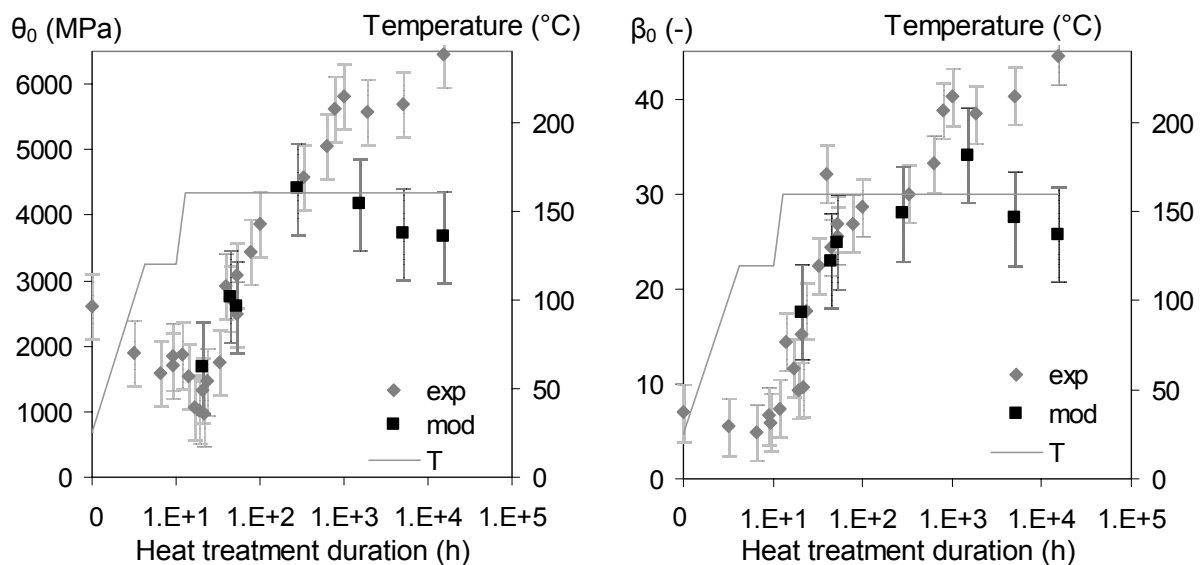 θ₀ (MPa) Temperature (°C)
6000
5000
4000
3000
2000
1000
0
200
150
100
50
0
exp
mod
T
0 1.E+1 1.E+2 1.E+3 1.E+4 1.E+5
Heat treatment duration (h)
β₀ (-) Temperature (°C)
40
30
20
10
0
200
150
100
50
0
exp
mod
T
0 1.E+1 1.E+2 1.E+3 1.E+4 1.E+5
Heat treatment duration (h)